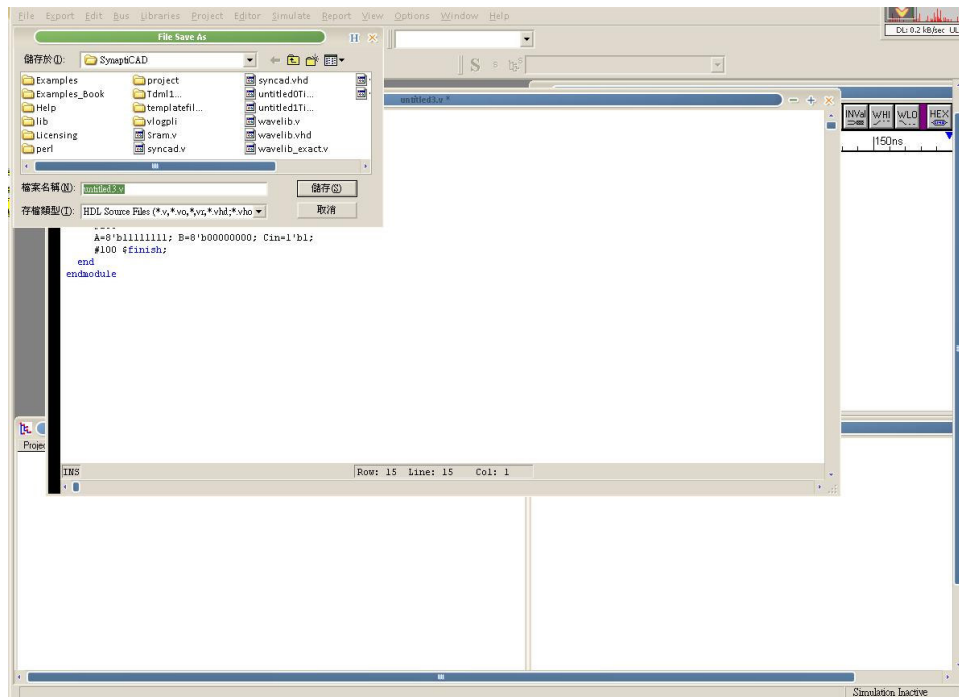 File Export Edit Bus Libraries Project Editor Simulate Report View Options Window Help
DL: 0.2 kB/sec UL
File Save As
H
儲存於(I): SynaptiCAD
S s
Examples project syncad.vhd
Examples_Book Tdml1... untitled0Ti...
Help templatefil... untitled1Ti...
lib vlogpli wavelib.v
Licensing Sram.v wavelib.vhd
perl syncad.v wavelib_exact.v
untitled3.v *
INVal WHI WLO HEX
150ns
檔案名稱(N): untitled3.v 儲存(S)
存檔類型(T): HDL Source Files (*.v,*.vo,*.vr,*.vhd;*.vho 取消
A=8'b11111111; B=8'b00000000; Cin=1'b1;
#100 $finish;
end
endmodule
INS Row: 15 Line: 15 Col: 1
Simulation Inactive